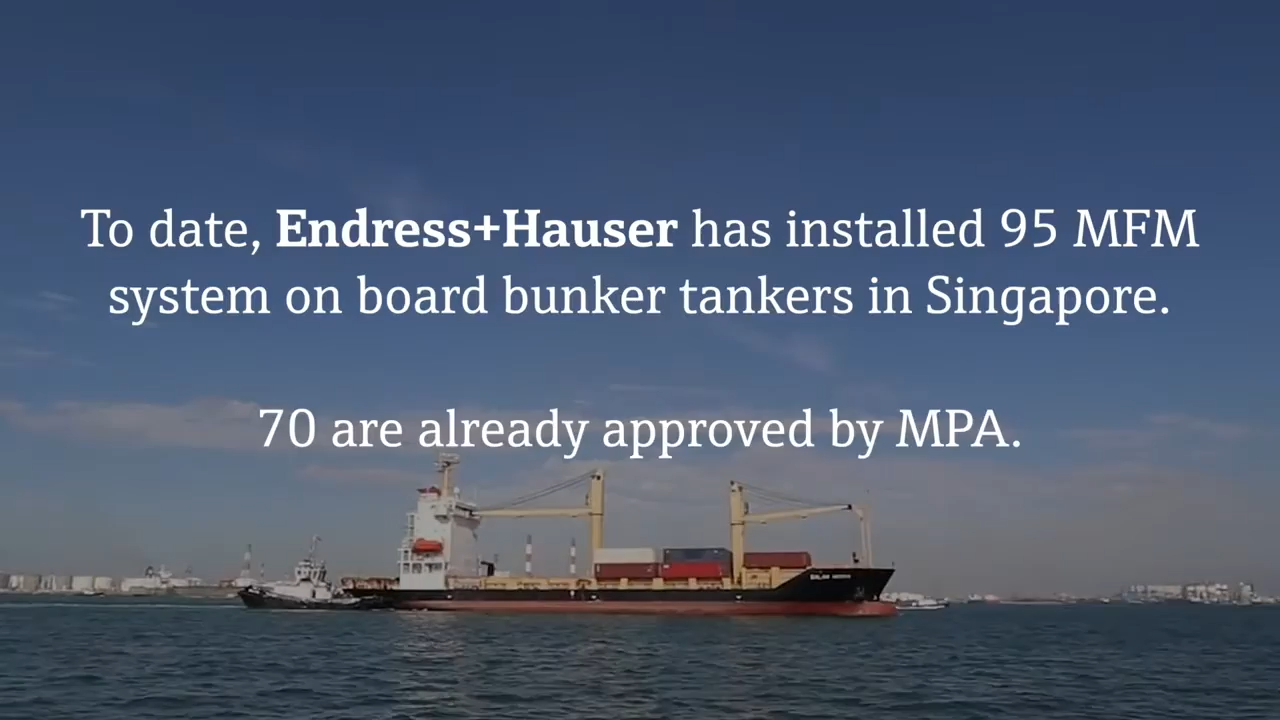 To date, Endress+Hauser has installed 95 MFM
system on board bunker tankers in Singapore.
70 are already approved by MPA.